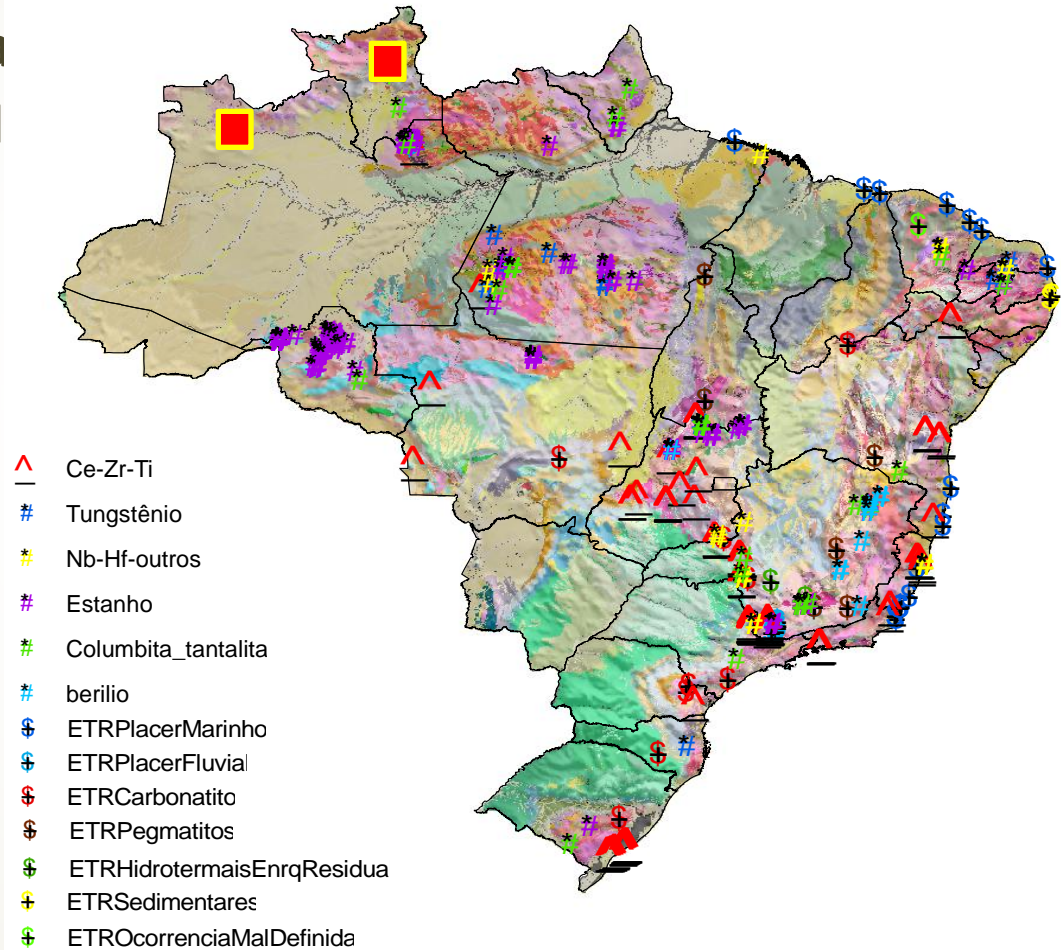 Ce-Zr-Ti
Tungstênio
Nb-Hf-outros
Estanho
Columbita_tantalita
berilio
ETRPlacerMarinho
ETRPlacerFluvial
ETRCarbonatito
ETRPegmatitos
ETRHidrotermaisEnrqResidua
ETRSedimentares
ETROcorrenciaMalDefinida